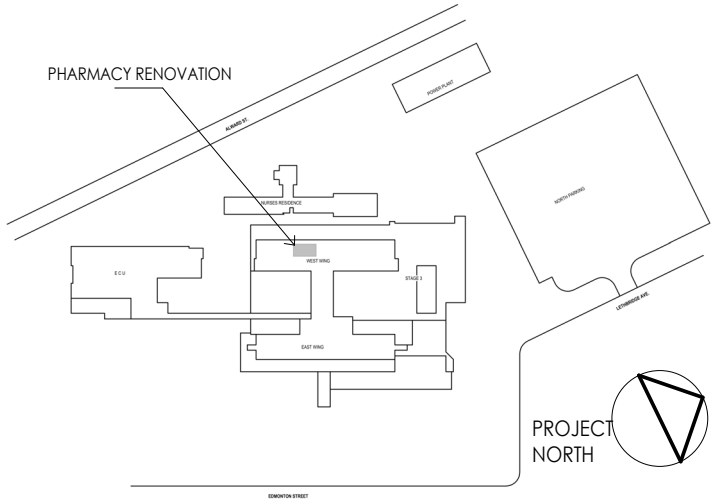 PHARMACY RENOVATION
POWER PLANT
ALWARD ST.
NORTH PARKING
NURSES RESIDENCE
WEST WING
E C U
STAGE 3
LETHBRIDGE AVE.
EAST WING
PROJECT
NORTH
EDMONTON STREET